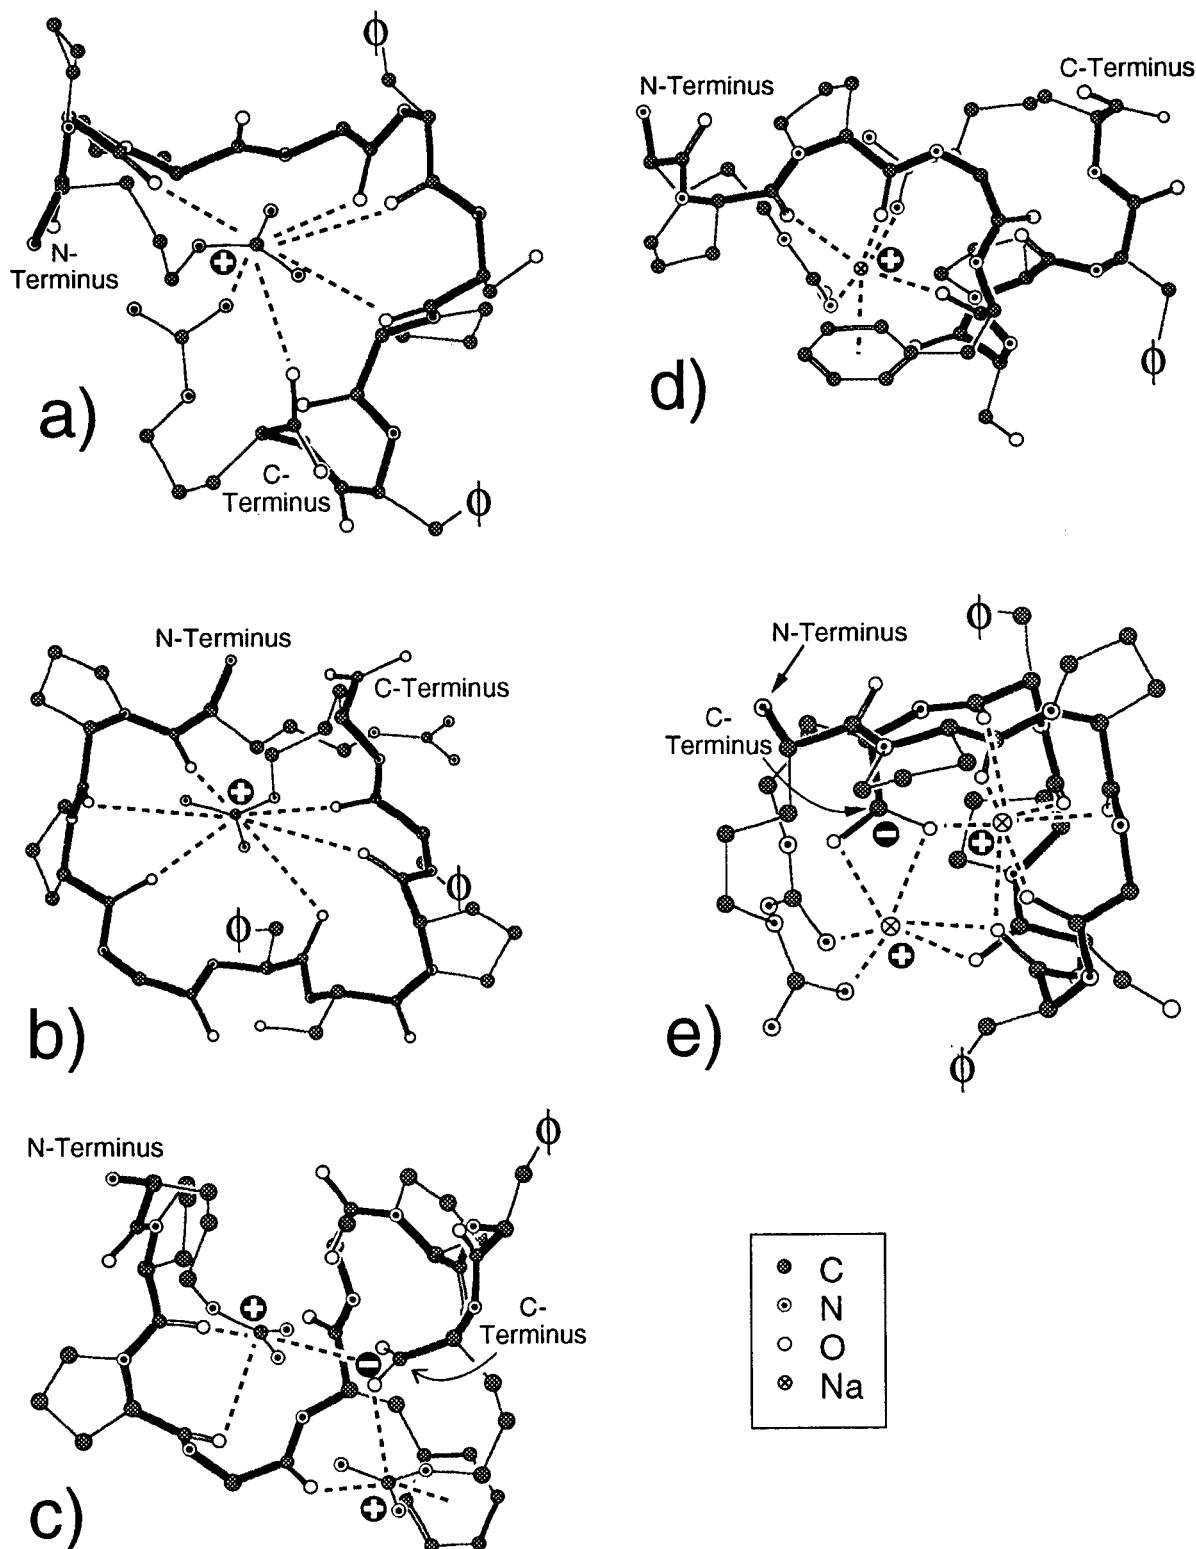 ϕ
N-
Terminus
a)
C-
Terminus
ϕ
N-Terminus
C-Terminus
d)
ϕ
N-Terminus
C-Terminus
+
ϕ
ϕ
b)
ϕ
N-Terminus
C-
Terminus
−
+
+
e)
ϕ
N-Terminus
ϕ
+
C-
Terminus
−
+
c)
C
N
O
Na
+
+